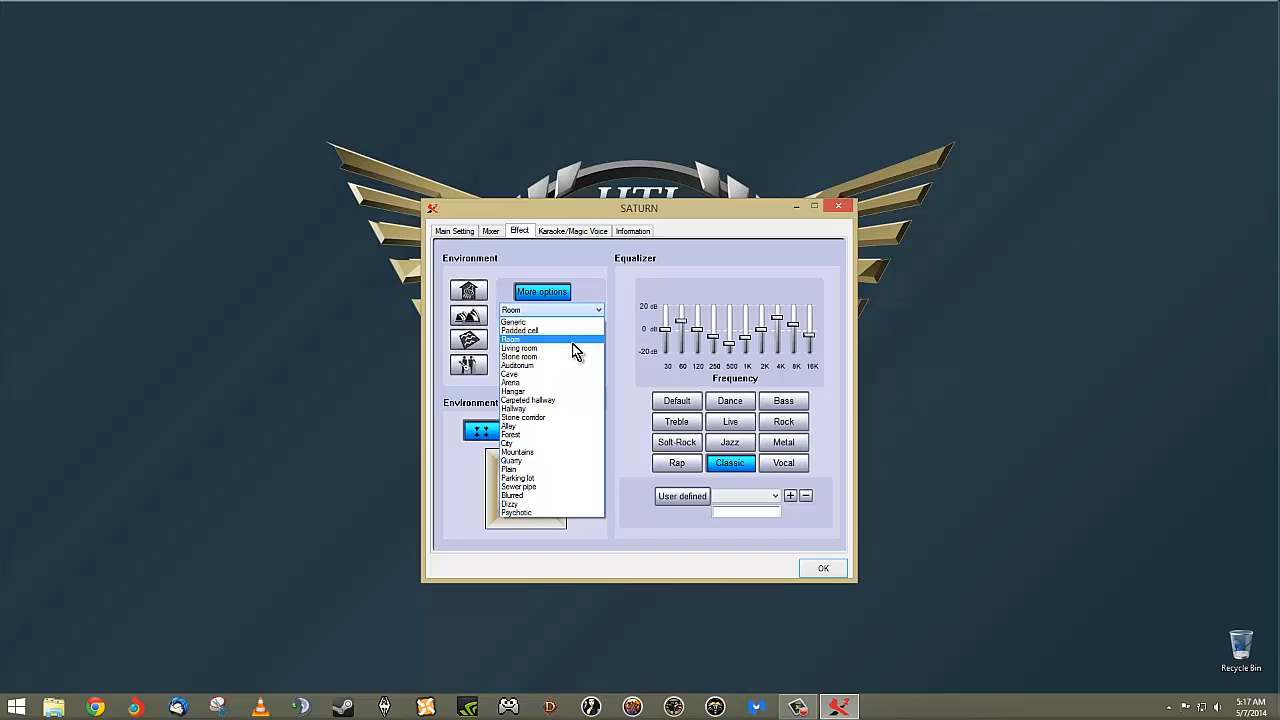 UTI
SATURN
Main Setting Mixer Effect Karaoke/Magic Voice Information
Environment
More options
Room
Generic
Padded cell
Room
Living room
Stone room
Auditorium
Cave
Arena
Hangar
Carpeted hallway
Hallway
Stone corridor
Alley
Forest
City
Mountains
Quarry
Plain
Parking lot
Sewer pipe
Blurred
Dizzy
Psychotic
Environment
Equalizer
20 dB
0 dB
-20dB
30 60 120 250 500 1K 2K 4K 8K 16K
Frequency
Default Dance Bass
Treble Live Rock
Soft-Rock Jazz Metal
Rap Classic Vocal
User defined
OK
Recycle Bin
5:17 AM
5/7/2014